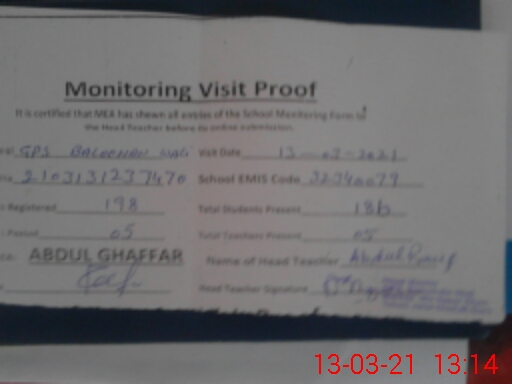 Monitoring Visit Proof
It is certified that MEA has shown all entries of the School Monitoring Form to
the Head Teacher before its online submission.
GPS Visit Date 13-03-2021
2103131237470 School EMIS Code 32340079
Registered 198 Total Students Present 186
05 Total Teachers Present 05
ABDUL GHAFFAR Name of Head Teacher Abdul
Head Teacher Signature
13-03-21 13:14